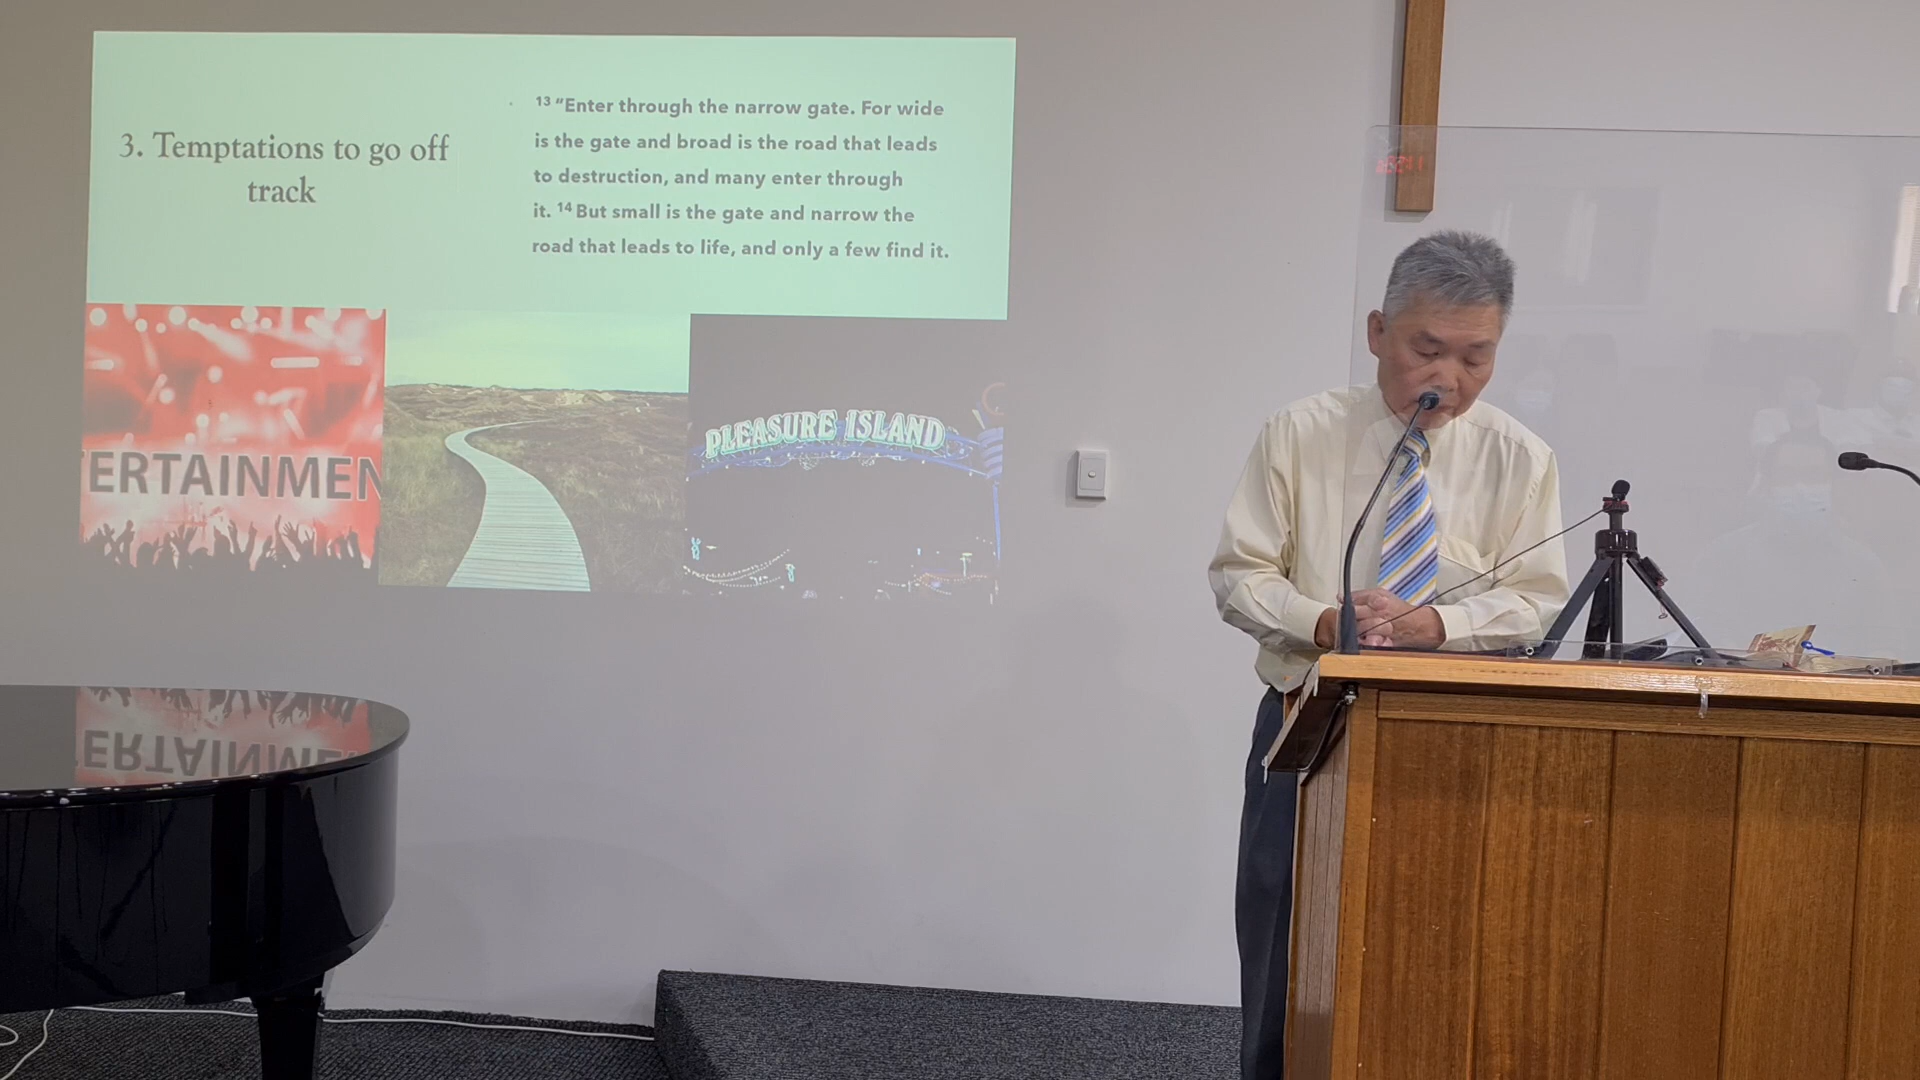 3. Temptations to go off
track
13 "Enter through the narrow gate. For wide
is the gate and broad is the road that leads
to destruction, and many enter through
it. 14 But small is the gate and narrow the
road that leads to life, and only a few find it.
ERTAINMEN
PLEASURE ISLAND